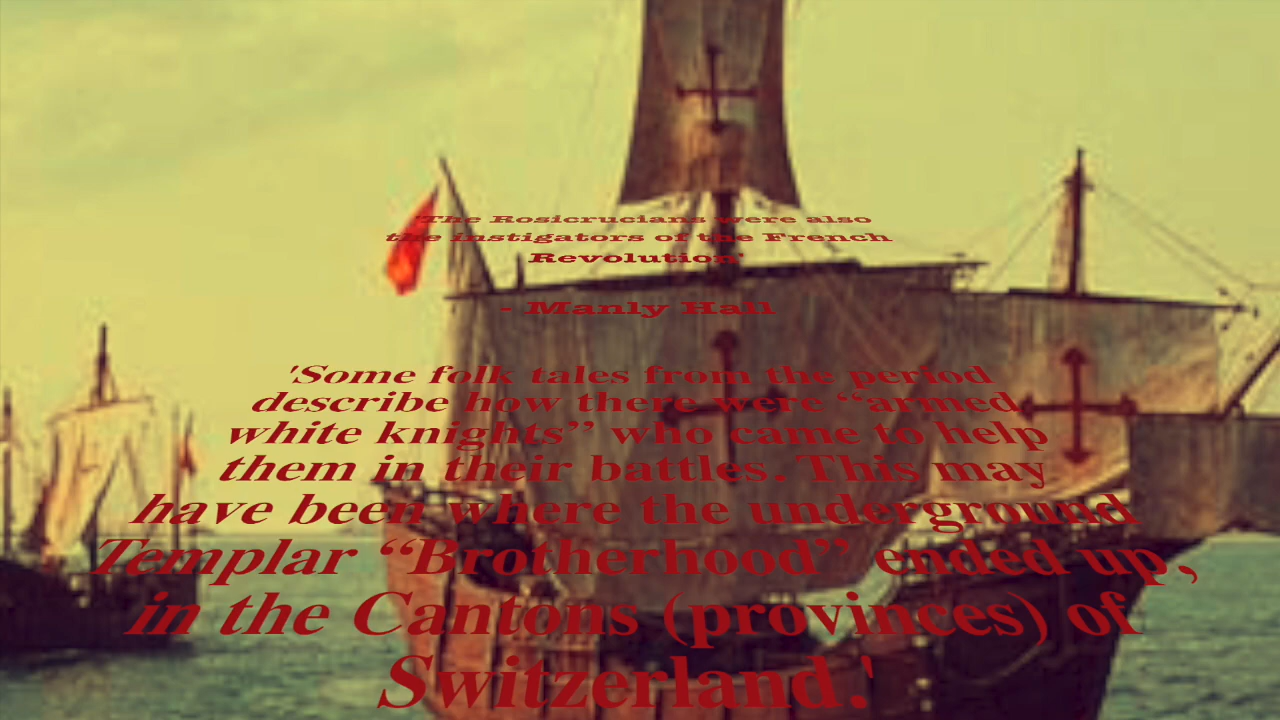 'The Rosicrucians were also
the instigators of the French
Revolution'
- Manly Hall
'Some folk tales from the period
describe how there were “armed
white knights” who came to help
them in their battles. This may
have been where the underground
Templar “Brotherhood” ended up,
in the Cantons (provinces) of
Switzerland.'